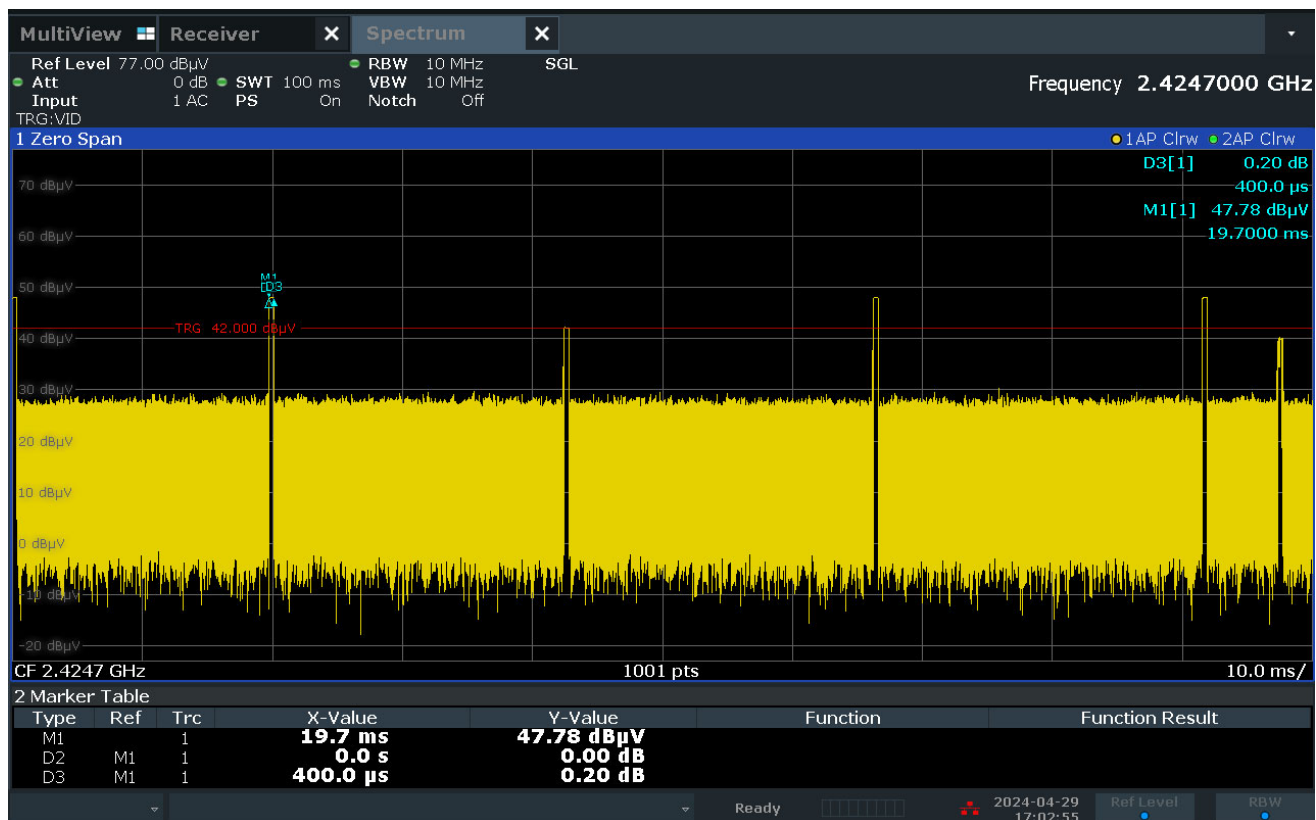 MultiView Receiver X Spectrum X
Ref Level 77.00 dBµV RBW 10 MHz SGL
Att 0 dB SWT 100 ms VBW 10 MHz Frequency 2.4247000 GHz
Input 1 AC PS On Notch Off
TRG:VID
1 Zero Span 1AP Clrw 2AP Clrw
D3[1] 0.20 dB
400.0 µs
M1[1] 47.78 dBµV
19.7000 ms
70 dBµV
60 dBµV
50 dBµV
M1
D3
TRG 42.000 dBµV
40 dBµV
30 dBµV
20 dBµV
10 dBµV
0 dBµV
-10 dBµV
-20 dBµV
CF 2.4247 GHz 1001 pts 10.0 ms/
2 Marker Table
Type Ref Trc X-Value Y-Value Function Function Result
M1 1 19.7 ms 47.78 dBµV
D2 M1 1 0.0 s 0.00 dB
D3 M1 1 400.0 µs 0.20 dB
Ready 2024-04-29 Ref Level RBW
17:02:55